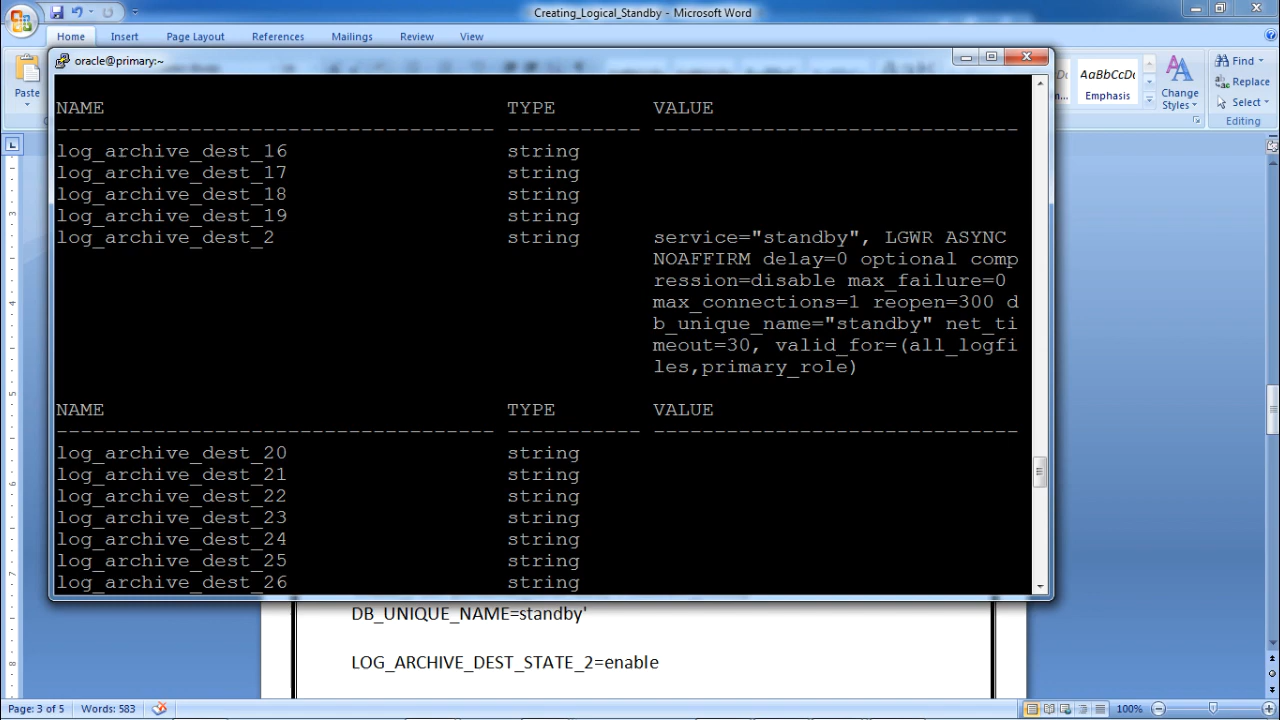 Creating_Logical_Standby - Microsoft Word
Home Insert Page Layout References Mailings Review View
oracle@primary:~
Paste
AaBbCcDc
Emphasis
Change
Styles
Find
Replace
Select
Editing
NAME TYPE VALUE
------------------------------------ ----------- ------------------------------
log_archive_dest_16 string
log_archive_dest_17 string
log_archive_dest_18 string
log_archive_dest_19 string
log_archive_dest_2 string service="standby", LGWR ASYNC
NOAFFIRM delay=0 optional comp
ression=disable max_failure=0
max_connections=1 reopen=300 d
b_unique_name="standby" net_ti
meout=30, valid_for=(all_logfi
les,primary_role)
NAME TYPE VALUE
------------------------------------ ----------- ------------------------------
log_archive_dest_20 string
log_archive_dest_21 string
log_archive_dest_22 string
log_archive_dest_23 string
log_archive_dest_24 string
log_archive_dest_25 string
log_archive_dest_26 string
DB_UNIQUE_NAME=standby'
LOG_ARCHIVE_DEST_STATE_2=enable
Page: 3 of 5 Words: 583 100%